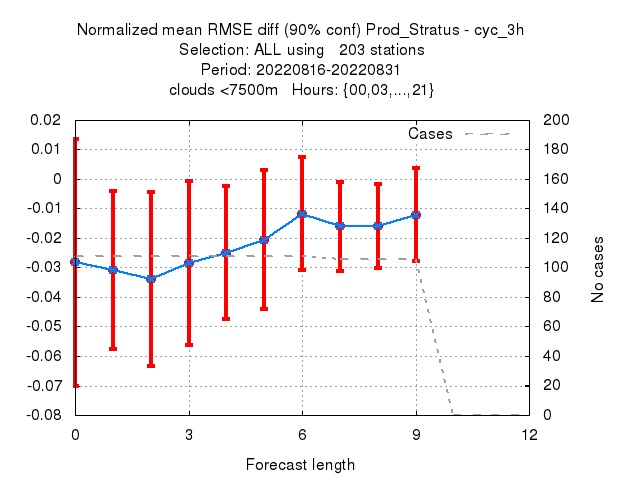 Normalized mean RMSE diff (90% conf) Prod_Stratus - cyc_3h
Selection: ALL using   203 stations
Period: 20220816-20220831
clouds <7500m   Hours: {00,03,...,21}
Cases
0.02
0.01
0
-0.01
-0.02
-0.03
-0.04
-0.05
-0.06
-0.07
-0.08
200
180
160
140
120
100
80
60
40
20
0
No cases
0 3 6 9 12
Forecast length